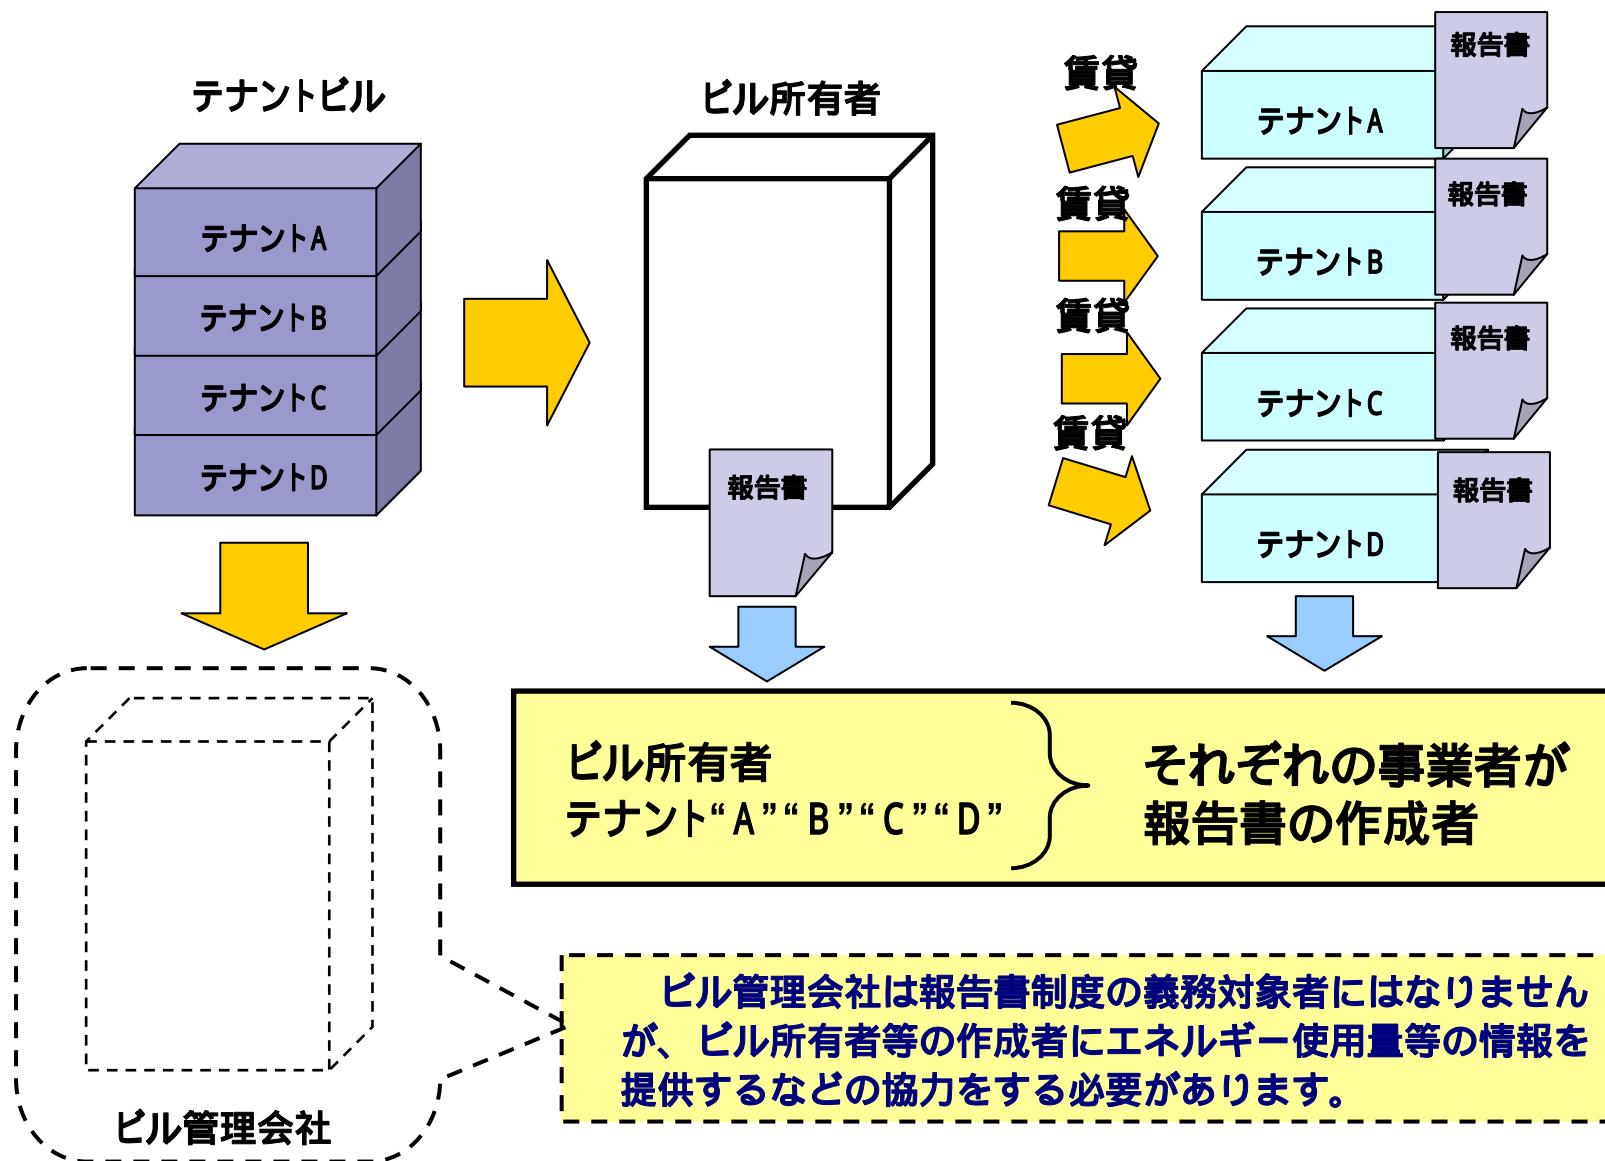 テナントビル
テナントA
テナントB
テナントC
テナントD
ビル所有者
報告書
賃貸
賃貸
賃貸
賃貸
テナントA
報告書
テナントB
報告書
テナントC
報告書
テナントD
報告書
ビル所有者
テナント“A”“B”“C”“D”
それぞれの事業者が
報告書の作成者
ビル管理会社は報告書制度の義務対象者にはなりません
が、ビル所有者等の作成者にエネルギー使用量等の情報を
提供するなどの協力をする必要があります。
ビル管理会社